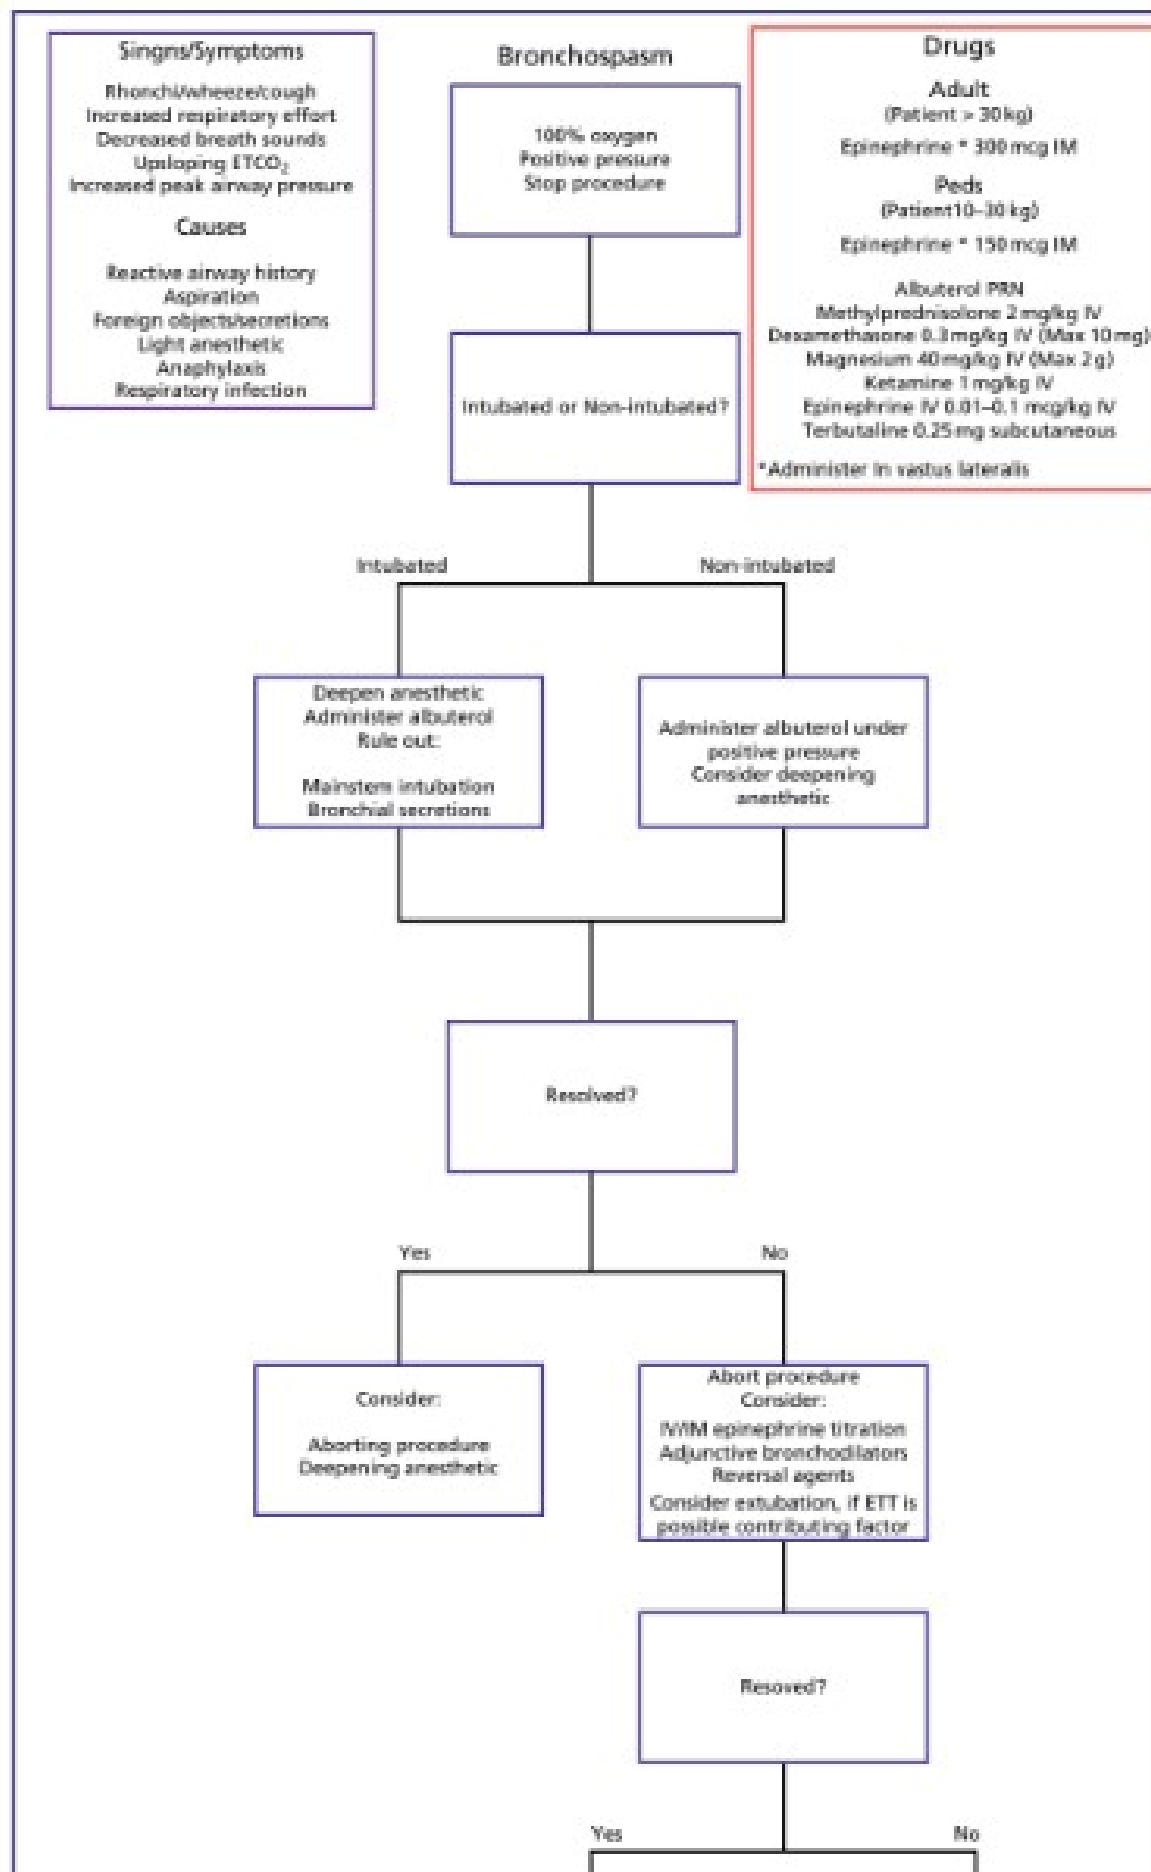 Singns/Symptoms
Rhonchi/wheeze/cough
Increased respiratory effort
Decreased breath sounds
Upsloping ETCO₂
Increased peak airway pressure
Causes
Reactive airway history
Aspiration
Foreign objects/secretions
Light anesthetic
Anaphylaxis
Respiratory infection
Bronchospasm
100% oxygen
Positive pressure
Stop procedure
Drugs
Adult
(Patient > 30 kg)
Epinephrine * 300 mcg IM
Peds
(Patient10–30 kg)
Epinephrine * 150 mcg IM
Albuterol PRN
Methylprednisolone 2 mg/kg IV
Dexamethasone 0.3 mg/kg IV (Max 10 mg)
Magnesium 40 mg/kg IV (Max 2 g)
Ketamine 1 mg/kg IV
Epinephrine IV 0.01–0.1 mcg/kg IV
Terbutaline 0.25 mg subcutaneous
*Administer in vastus lateralis
Intubated or Non-intubated?
Intubated
Non-intubated
Deepen anesthetic
Administer albuterol
Rule out:
Mainstem intubation
Bronchial secretions
Administer albuterol under
positive pressure
Consider deepening
anesthetic
Resolved?
Yes
No
Consider:
Aborting procedure
Deepening anesthetic
Abort procedure
Consider:
IV/IM epinephrine titration
Adjunctive bronchodilators
Reversal agents
Consider extubation, if ETT is
possible contributing factor
Resoved?
Yes
No